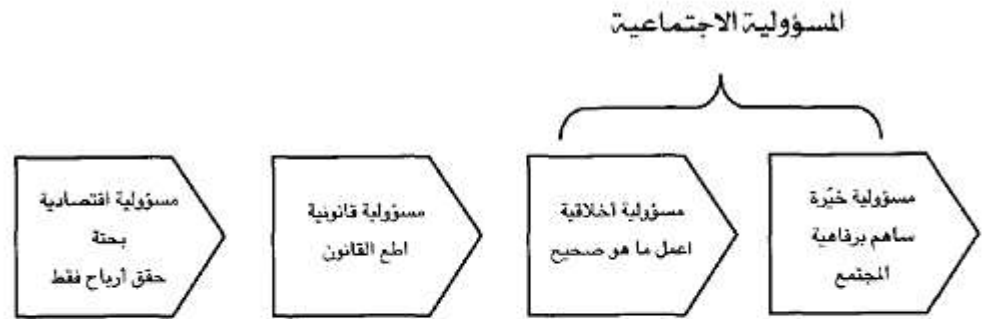 المسؤولية الاجتماعية
مسؤولية اقتصادية
بحتة
حقق أرباح فقط
مسؤولية قانونية
اطع القانون
مسؤولية أخلاقية
اعمل ما هو صحيح
مسؤولية خيّرة
ساهم برفاهية
المجتمع